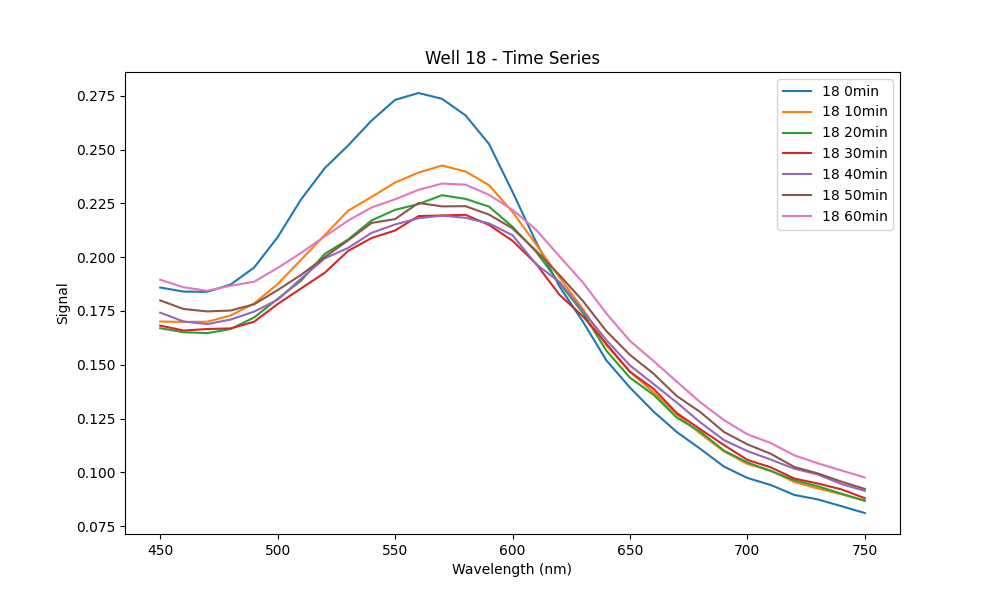 Well 18 - Time Series
18 0min
18 10min
18 20min
18 30min
18 40min
18 50min
18 60min
Signal
0.275
0.250
0.225
0.200
0.175
0.150
0.125
0.100
0.075
450 500 550 600 650 700 750
Wavelength (nm)